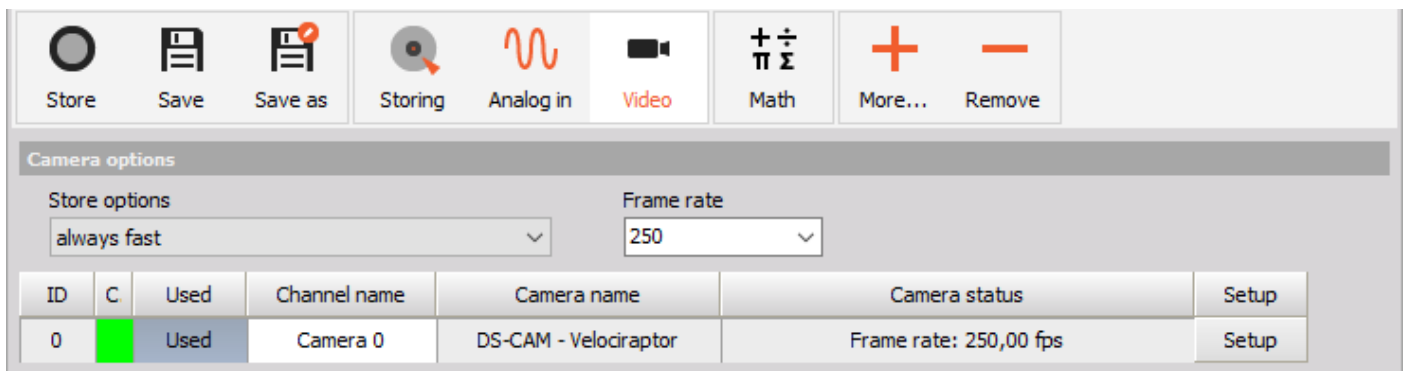 Store Save Save as Storing Analog in Video Math More... Remove
Camera options
Store options Frame rate
always fast 250
ID C. Used Channel name Camera name Camera status Setup
0 Used Camera 0 DS-CAM - Velociraptor Frame rate: 250,00 fps Setup